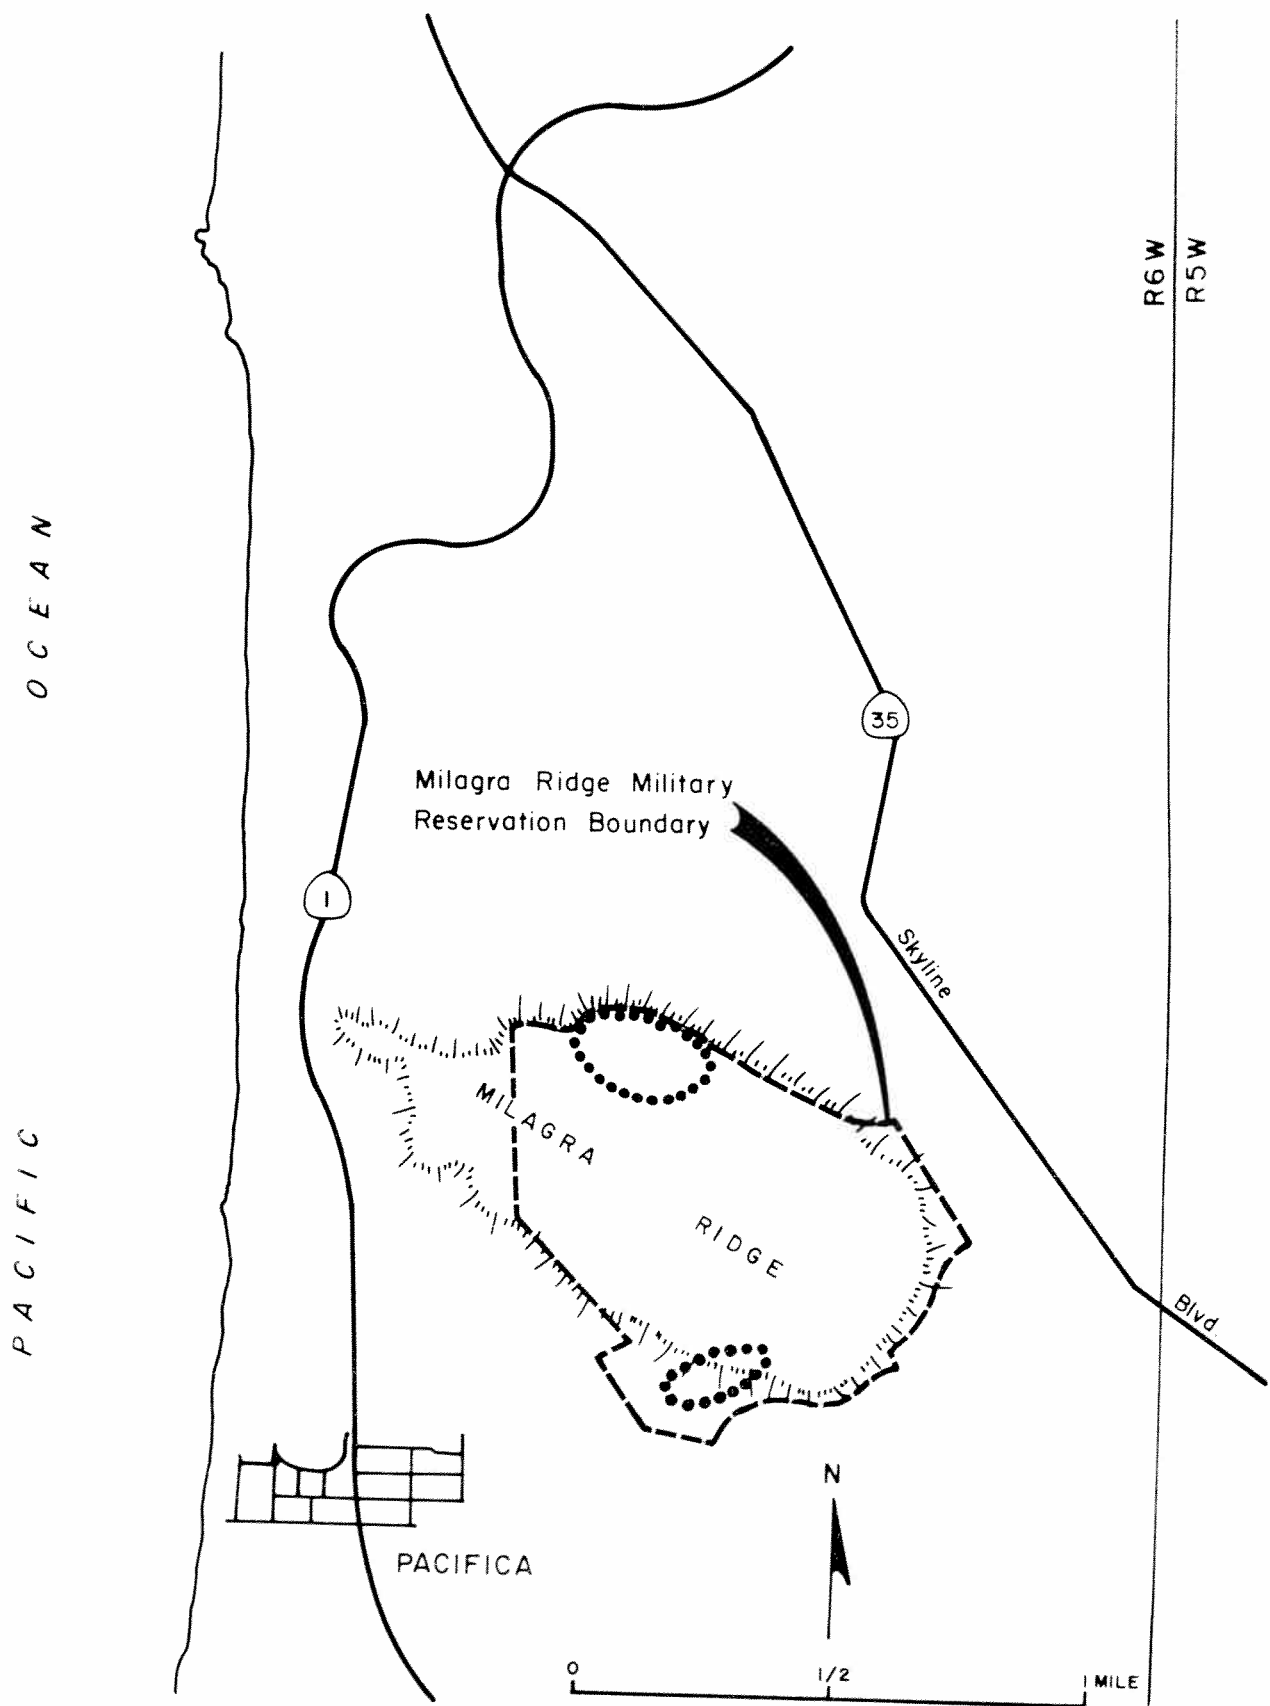 R6W
R5W
OCEAN
35
Milagra Ridge Military
Reservation Boundary
1
Skyline
MILAGRA
PACIFIC
RIDGE
Blvd.
N
PACIFICA
0
1/2
1 MILE